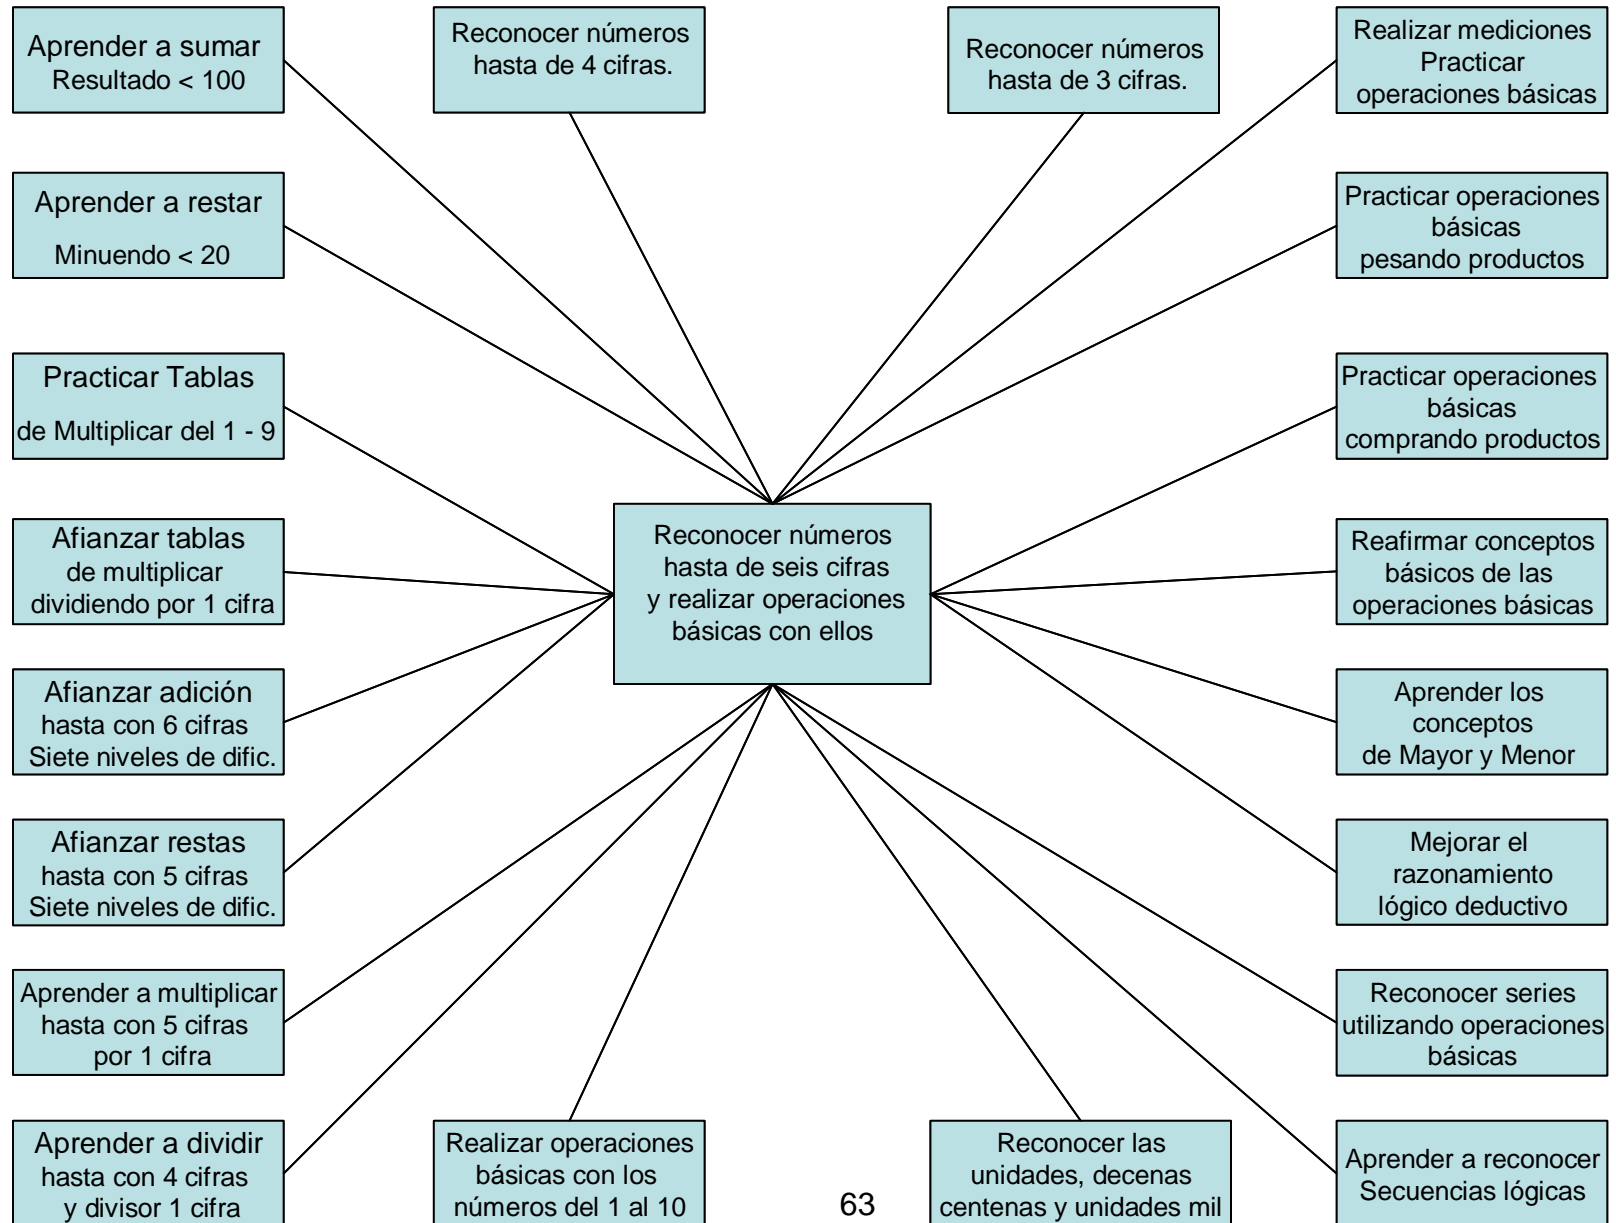 Aprender a sumar
Resultado < 100
Reconocer números
hasta de 4 cifras.
Reconocer números
hasta de 3 cifras.
Realizar mediciones
Practicar
operaciones básicas
Aprender a restar
Minuendo < 20
Practicar operaciones
básicas
pesando productos
Practicar Tablas
de Multiplicar del 1 - 9
Practicar operaciones
básicas
comprando productos
Afianzar tablas
de multiplicar
dividiendo por 1 cifra
Reconocer números
hasta de seis cifras
y realizar operaciones
básicas con ellos
Reafirmar conceptos
básicos de las
operaciones básicas
Afianzar adición
hasta con 6 cifras
Siete niveles de dific.
Aprender los
conceptos
de Mayor y Menor
Afianzar restas
hasta con 5 cifras
Siete niveles de dific.
Mejorar el
razonamiento
lógico deductivo
Aprender a multiplicar
hasta con 5 cifras
por 1 cifra
Reconocer series
utilizando operaciones
básicas
Aprender a dividir
hasta con 4 cifras
y divisor 1 cifra
Realizar operaciones
básicas con los
números del 1 al 10
63
Reconocer las
unidades, decenas
centenas y unidades mil
Aprender a reconocer
Secuencias lógicas